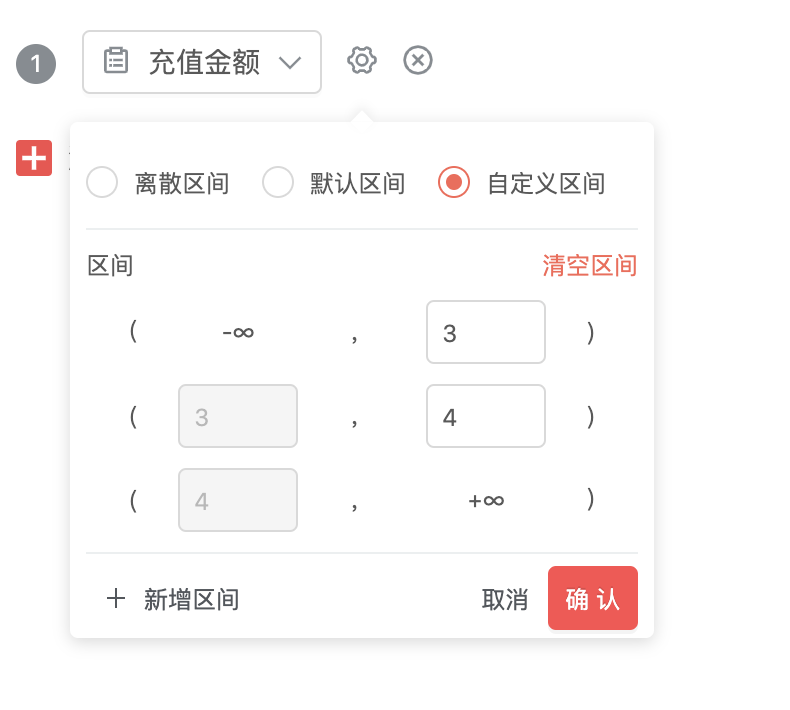 1 充值金额
离散区间 默认区间 自定义区间
区间 清空区间
( -∞ , 3 )
( 3 , 4 )
( 4 , +∞ )
+ 新增区间 取消 确 认